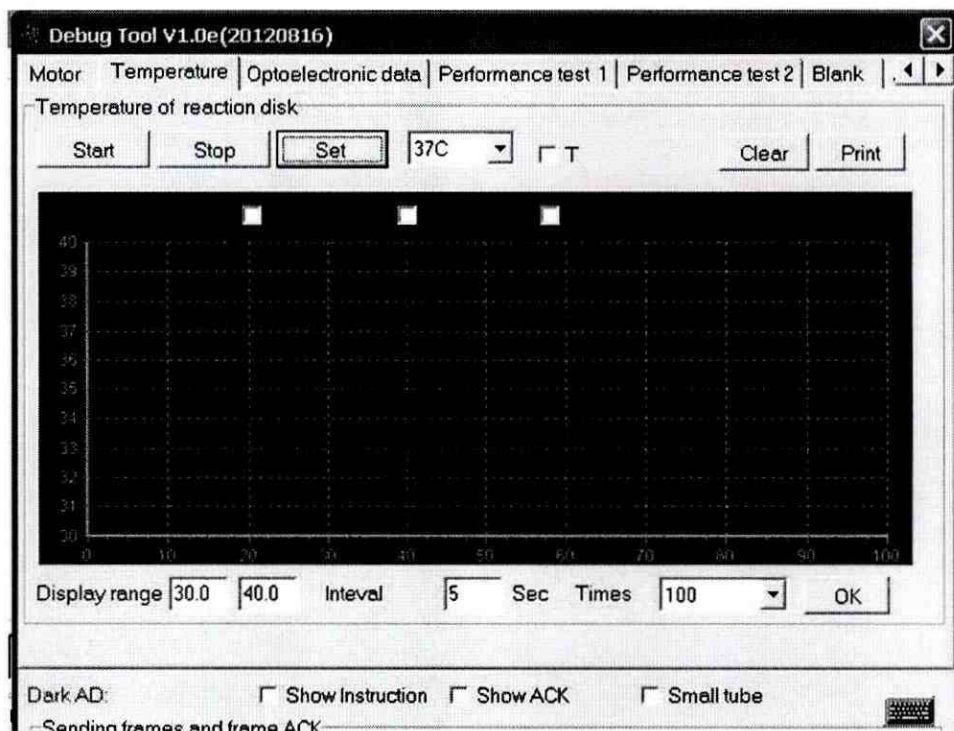 Debug Tool V1.0e(20120816)
Motor Temperature Optoelectronic data Performance test 1 Performance test 2 Blank
Temperature of reaction disk
Start Stop Set 37C T Clear Print
40
39
38
37
36
35
34
33
32
31
30
0 10 20 30 40 50 60 70 80 90 100
Display range 30.0 40.0 Inteval 5 Sec Times 100 OK
Dark AD: Show Instruction Show ACK Small tube
Sending frames and frame ACK